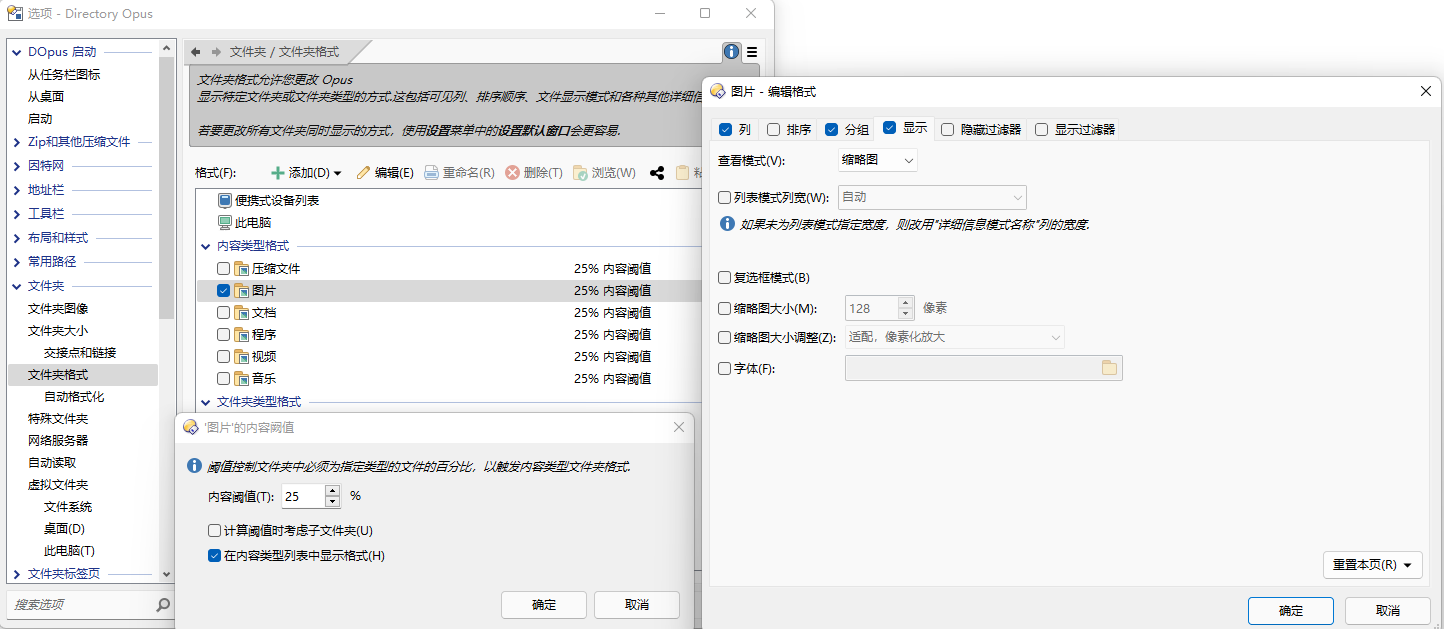 选项 - Directory Opus
DOpus 启动
从任务栏图标
从桌面
启动
Zip和其他压缩文件
因特网
地址栏
工具栏
布局和样式
常用路径
文件夹
文件夹图像
文件夹大小
交接点和链接
文件夹格式
自动格式化
特殊文件夹
网络服务器
自动读取
虚拟文件夹
文件系统
桌面(D)
此电脑(T)
文件夹标签页
搜索选项
文件夹 / 文件夹格式
文件夹格式允许您更改 Opus
显示特定文件夹或文件夹类型的方式.这包括可见列、排序顺序、文件显示模式和各种其他详细信
若要更改所有文件夹同时显示的方式，使用设置菜单中的设置默认窗口会更容易.
格式(F): 添加(D) 编辑(E) 重命名(R) 删除(T) 浏览(W)
便携式设备列表
此电脑
内容类型格式
压缩文件 25% 内容阈值
图片 25% 内容阈值
文档 25% 内容阈值
程序 25% 内容阈值
视频 25% 内容阈值
音乐 25% 内容阈值
文件夹类型格式
'图片'的内容阈值
阈值控制文件夹中必须为指定类型的文件的百分比，以触发内容类型文件夹格式.
内容阈值(T): 25 %
计算阈值时考虑子文件夹(U)
在内容类型列表中显示格式(H)
确定 取消
图片 - 编辑格式
列 排序 分组 显示 隐藏过滤器 显示过滤器
查看模式(V): 缩略图
列表模式列宽(W): 自动
如果未为列表模式指定宽度，则改用"详细信息模式名称"列的宽度.
复选框模式(B)
缩略图大小(M): 128 像素
缩略图大小调整(Z): 适配，像素化放大
字体(F):
重置本页(R)
确定 取消